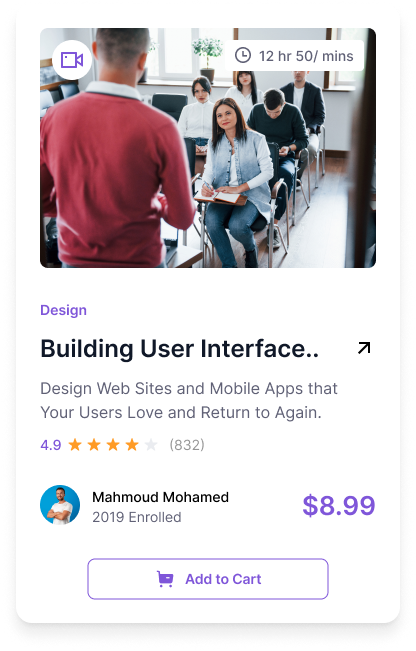 12 hr 50/ mins
Design
Building User Interface..
Design Web Sites and Mobile Apps that
Your Users Love and Return to Again.
4.9 (832)
Mahmoud Mohamed
2019 Enrolled
$8.99
Add to Cart